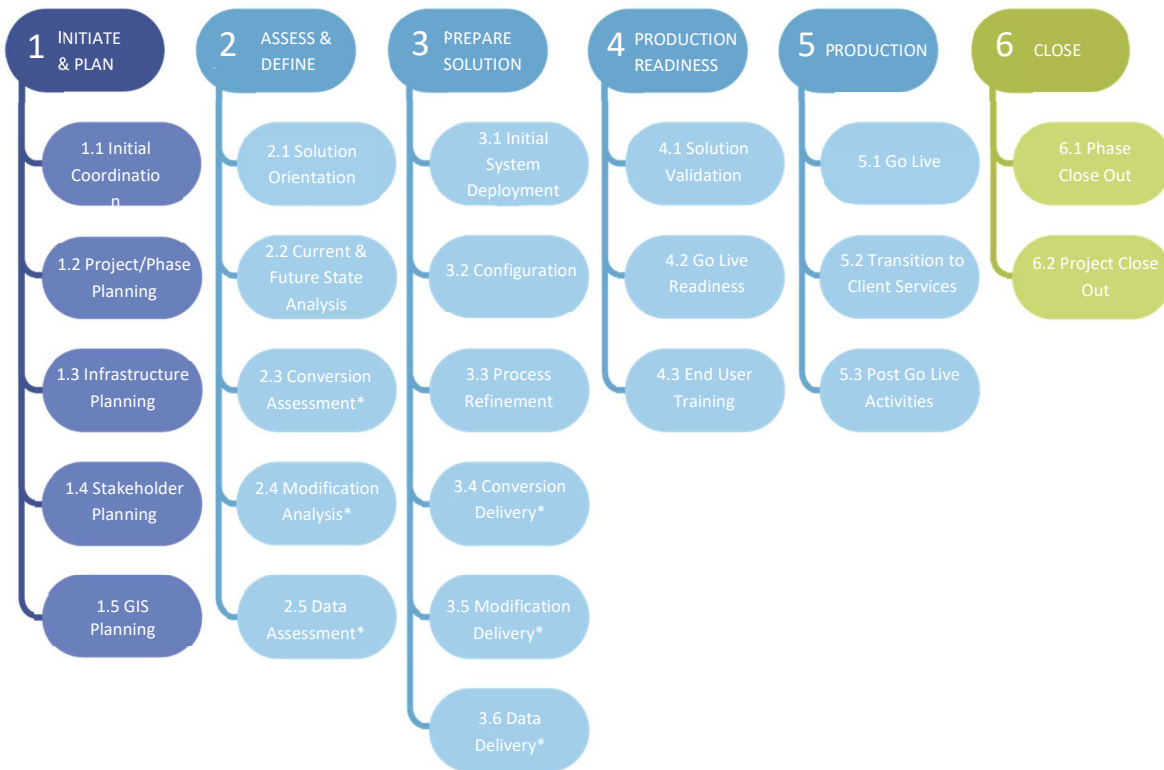 1 INITIATE
& PLAN
1.1 Initial
Coordinatio
n
1.2 Project/Phase
Planning
1.3 Infrastructure
Planning
1.4 Stakeholder
Planning
1.5 GIS
Planning
2 ASSESS &
DEFINE
2.1 Solution
Orientation
2.2 Current &
Future State
Analysis
2.3 Conversion
Assessment*
2.4 Modification
Analysis*
2.5 Data
Assessment*
3 PREPARE
SOLUTION
3.1 Initial
System
Deployment
3.2 Configuration
3.3 Process
Refinement
3.4 Conversion
Delivery*
3.5 Modification
Delivery*
3.6 Data
Delivery*
4 PRODUCTION
READINESS
4.1 Solution
Validation
4.2 Go Live
Readiness
4.3 End User
Training
5 PRODUCTION
5.1 Go Live
5.2 Transition to
Client Services
5.3 Post Go Live
Activities
6 CLOSE
6.1 Phase
Close Out
6.2 Project Close
Out